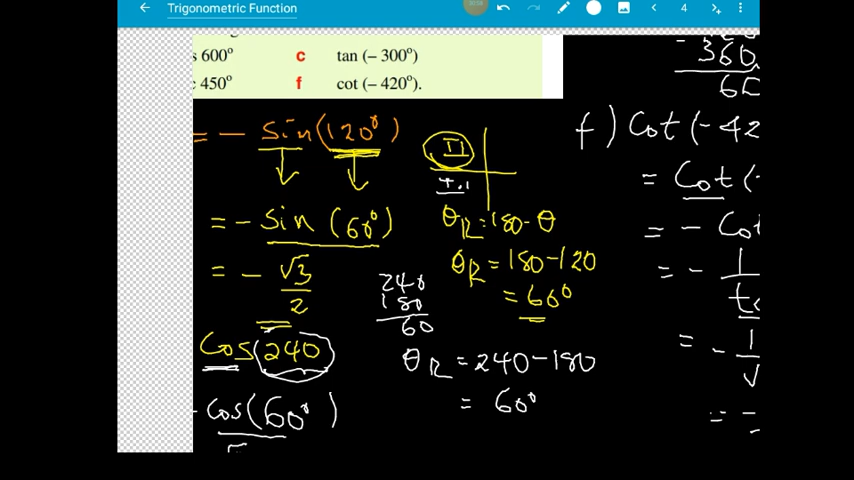 Trigonometric Function
4
s 600° c tan (– 300°)
c 450° f cot (– 420°).
= - sin(120°)
II
= - sin (60°)
= - √3/2
θR = 180 - θ
θR = 180 - 120
= 60°
240
180
60
Cos 240
θR = 240 - 180
= 60°
- cos(60°)
360
60
f) Cot (-42
= Cot (-
= - Cot
= - 1
= - 1/√
= -